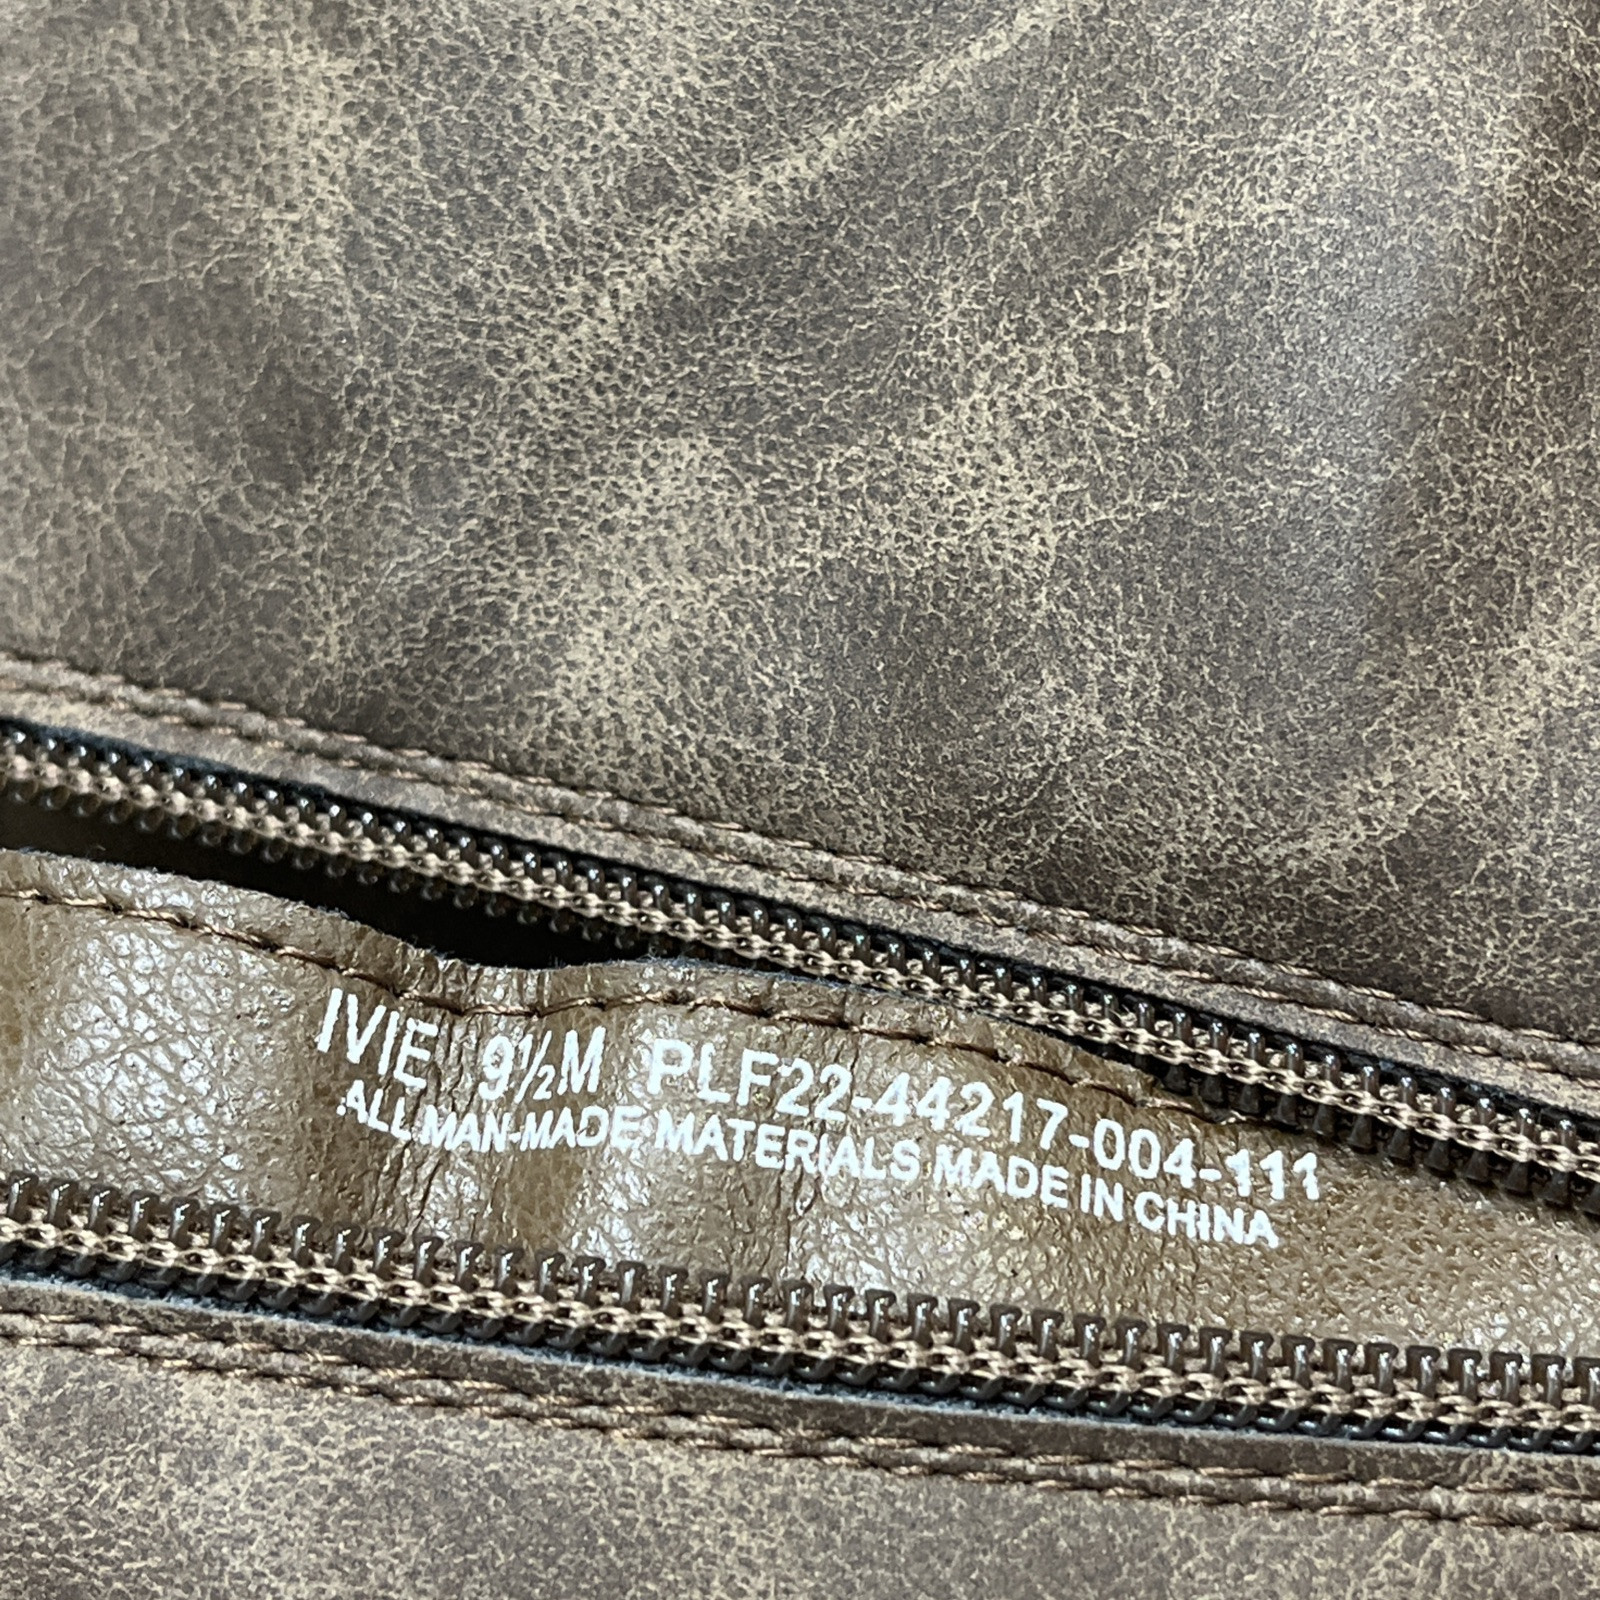 IVIE 9½M PLF22-44217-004-111
ALL MAN-MADE MATERIALS MADE IN CHINA